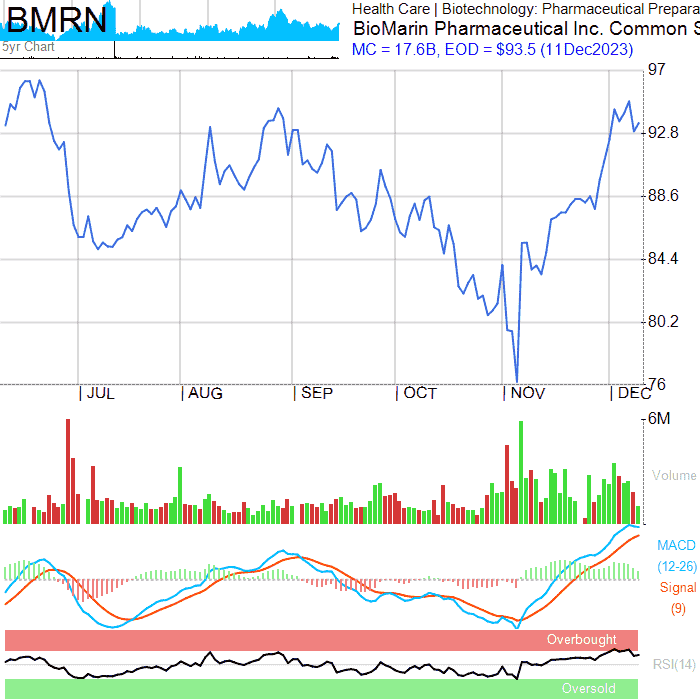 BMRN
5yr Chart
Health Care | Biotechnology: Pharmaceutical Prepara
BioMarin Pharmaceutical Inc. Common S
MC = 17.6B, EOD = $93.5 (11Dec2023)
97
92.8
88.6
84.4
80.2
76
|JUL |AUG |SEP |OCT |NOV |DEC
6M
Volume
MACD
(12-26)
Signal
(9)
Overbought
RSI(14)
Oversold